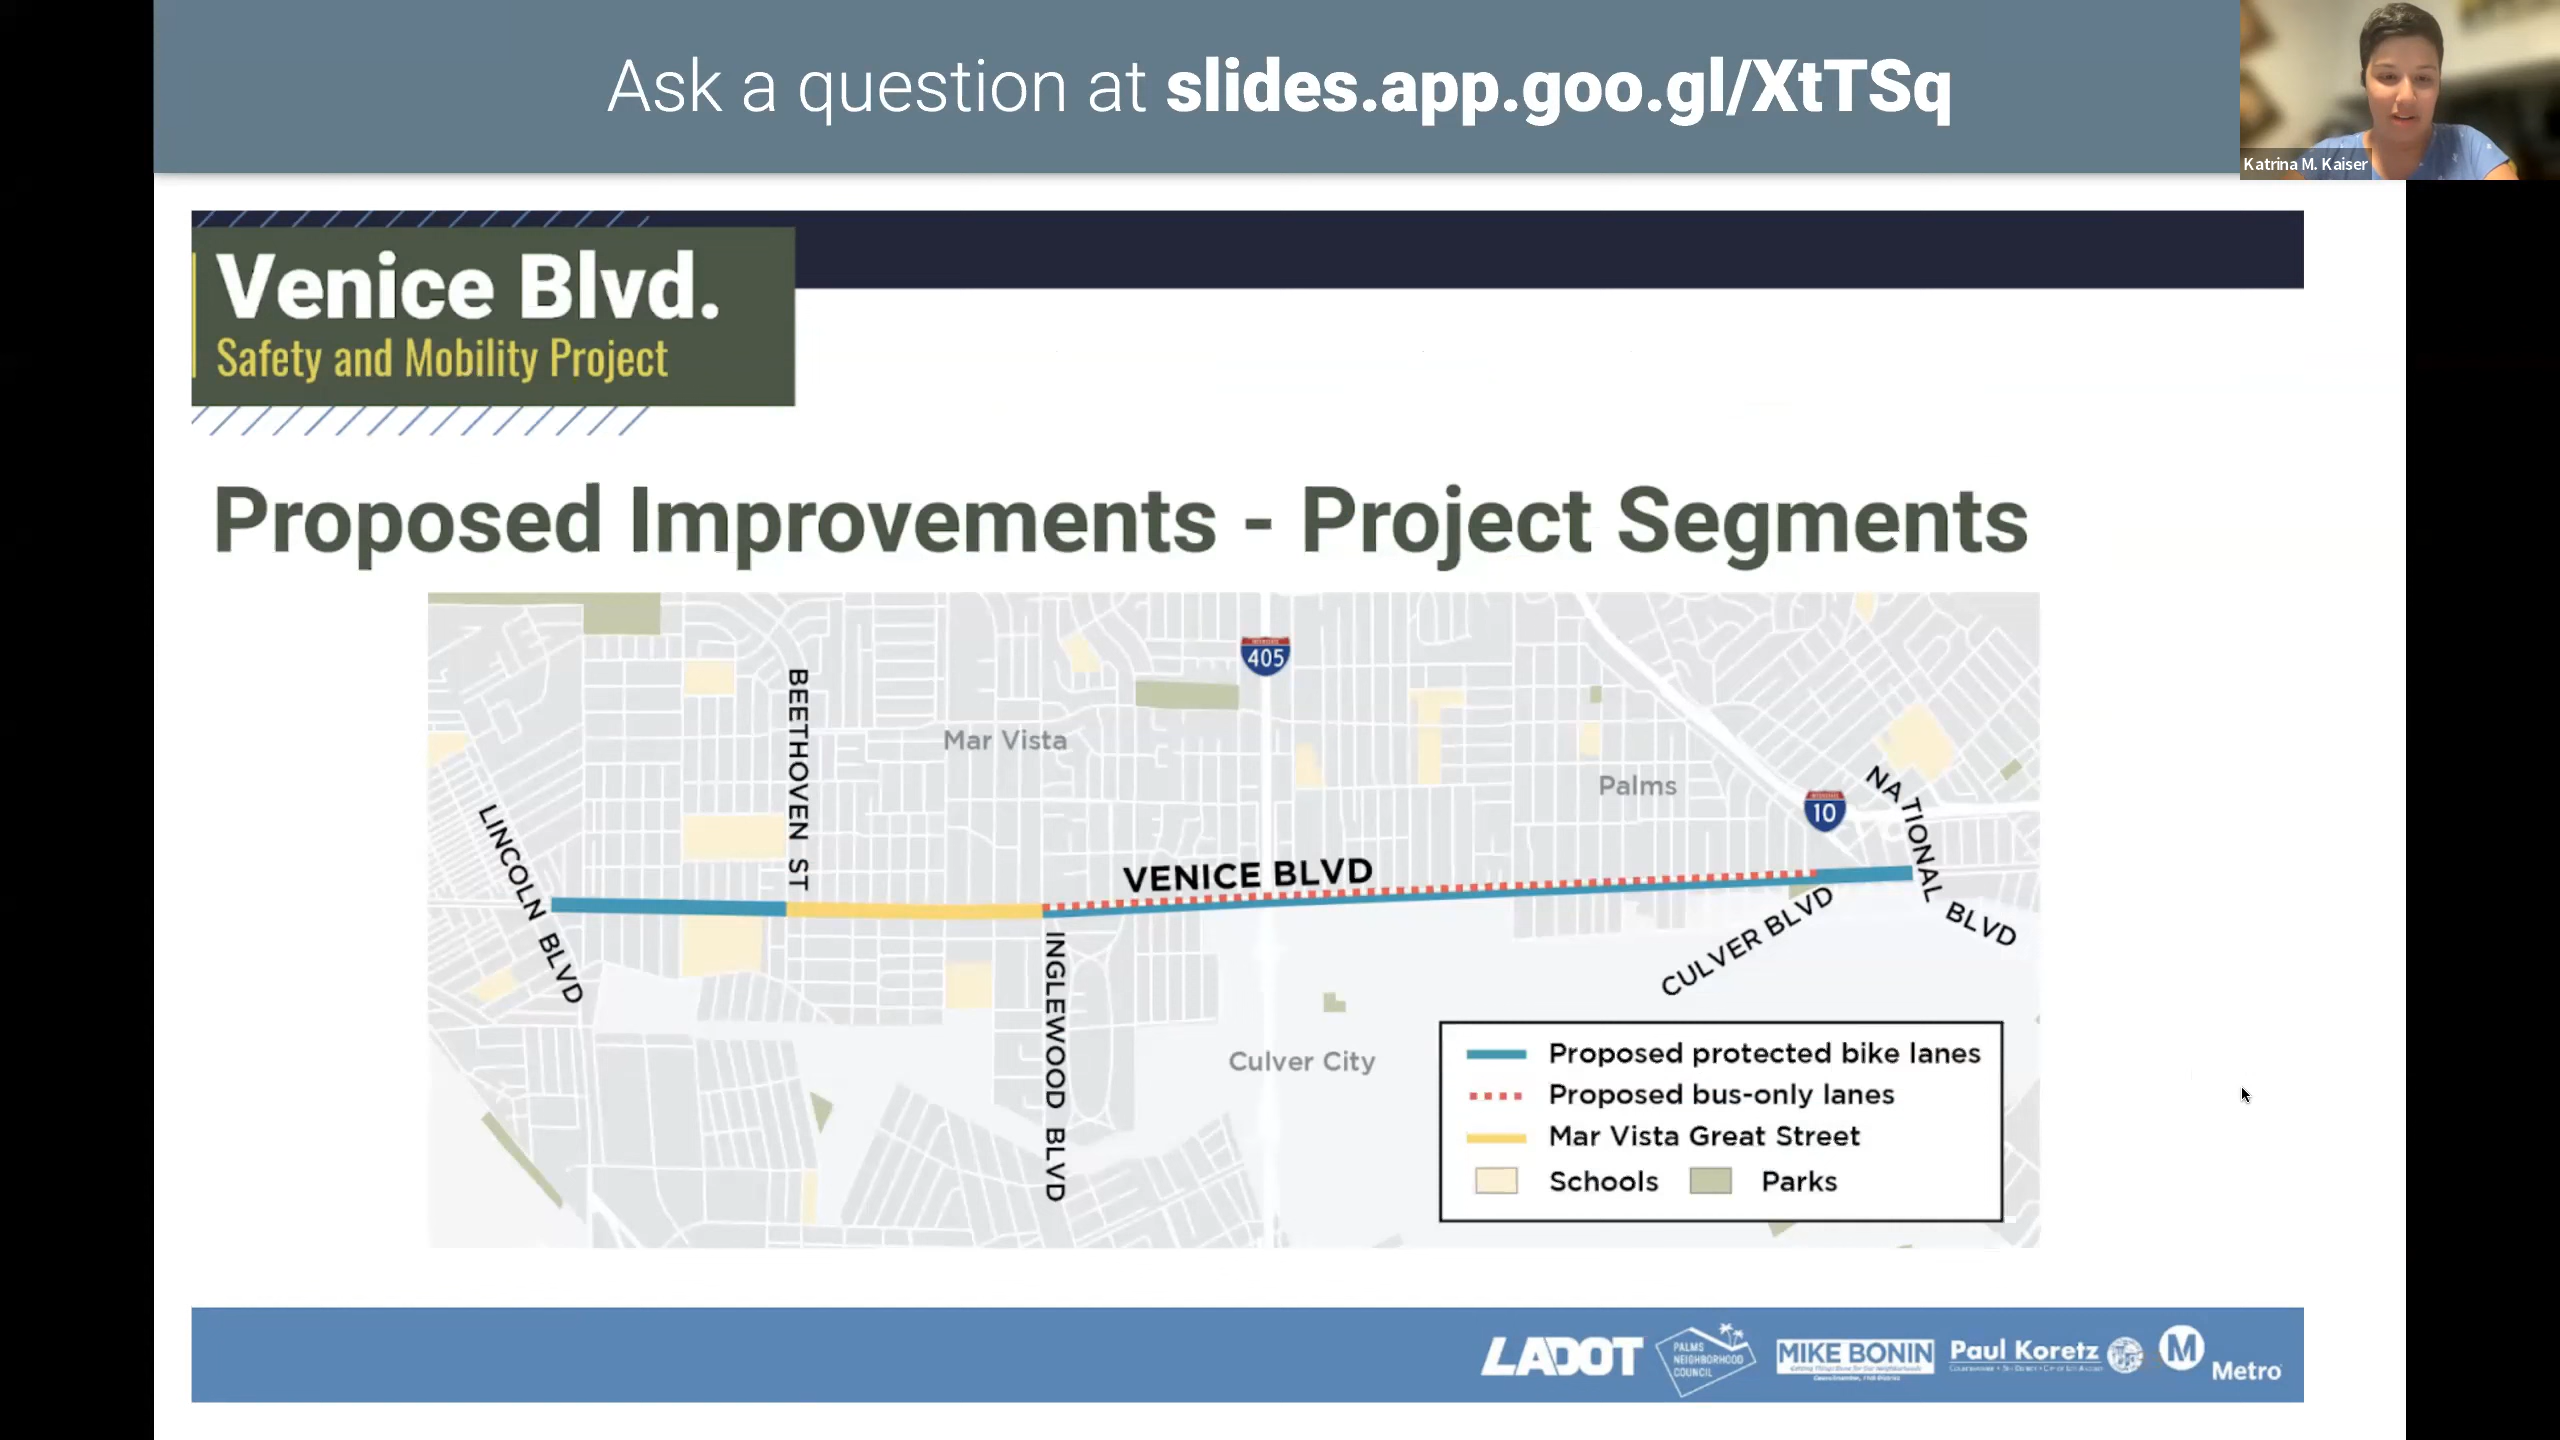 Ask a question at slides.app.goo.gl/XtTSq
Katrina M. Kaiser
Venice Blvd.
Safety and Mobility Project
Proposed Improvements - Project Segments
405
BEETHOVEN ST
Mar Vista
Palms
NATIONAL BLVD
10
LINCOLN BLVD
VENICE BLVD
CULVER BLVD
INGLEWOOD BLVD
Culver City
Proposed protected bike lanes
Proposed bus-only lanes
Mar Vista Great Street
Schools
Parks
LADOT
PALMS
NEIGHBORHOOD
COUNCIL
MIKE BONIN
Paul Koretz
M
Metro